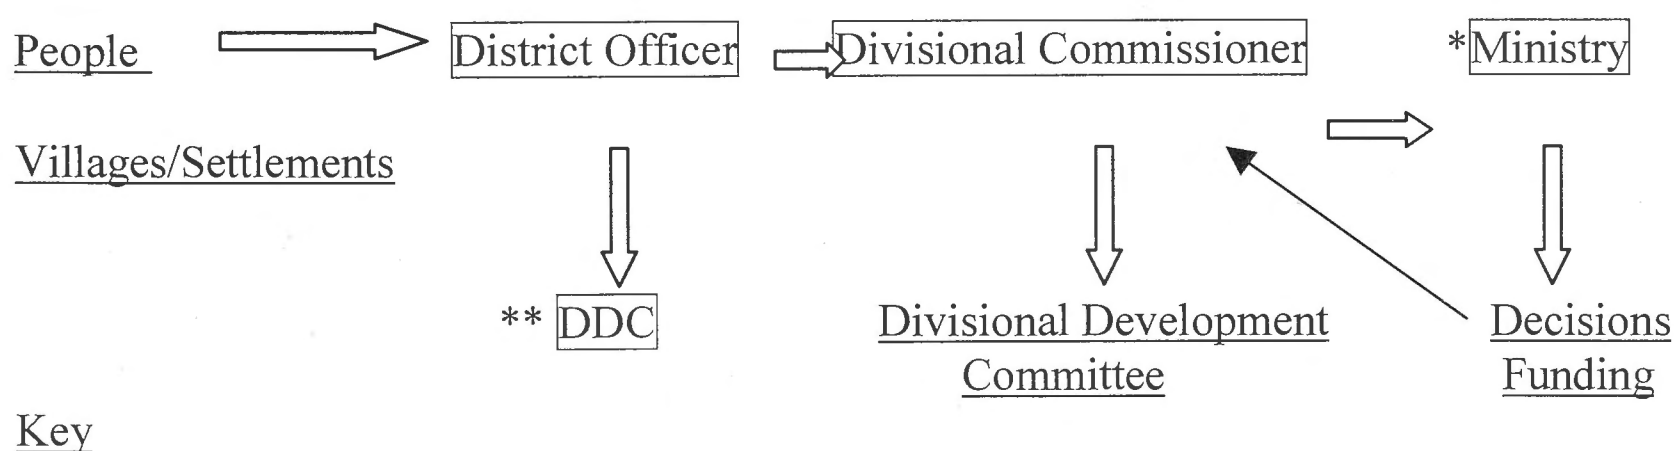 People District Officer Divisional Commissioner *Ministry
Villages/Settlements
** DDC Divisional Development Decisions
Committee Funding
Key